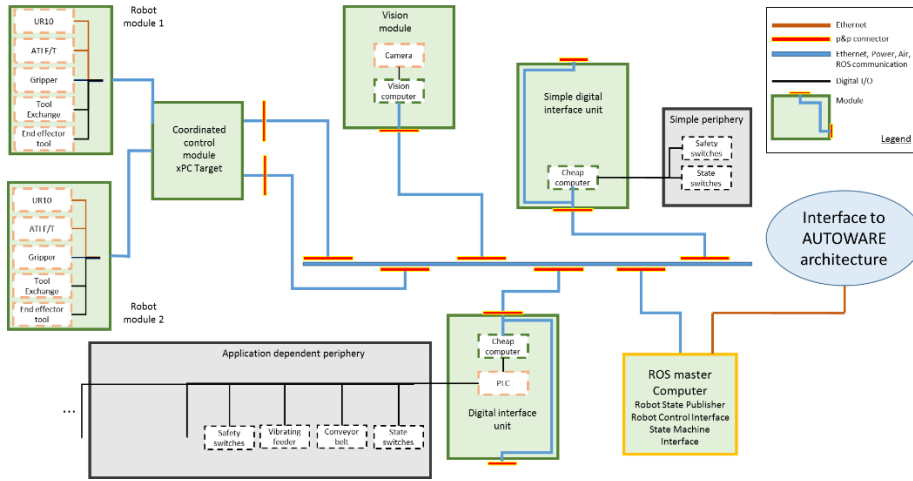 Robot
module 1
UR10
ATI F/T
Gripper
Tool
Exchange
End effector
tool
UR10
ATI F/T
Gripper
Tool
Exchange
End effector
tool
Robot
module 2
Coordinated
control
module
xPC Target
Vision
module
Camera
Vision
computer
Simple digital
interface unit
Cheap
computer
Simple periphery
Safety
switches
State
switches
Ethernet
p&p connector
Ethernet, Power, Air,
ROS communication
Digital I/O
Module
Legend
Interface to
AUTOWARE
architecture
Application dependent periphery
...
Safety
switches
Vibrating
feeder
Conveyor
belt
State
switches
Cheap
computer
PLC
Digital interface
unit
ROS master
Computer
Robot State Publisher
Robot Control Interface
State Machine
Interface